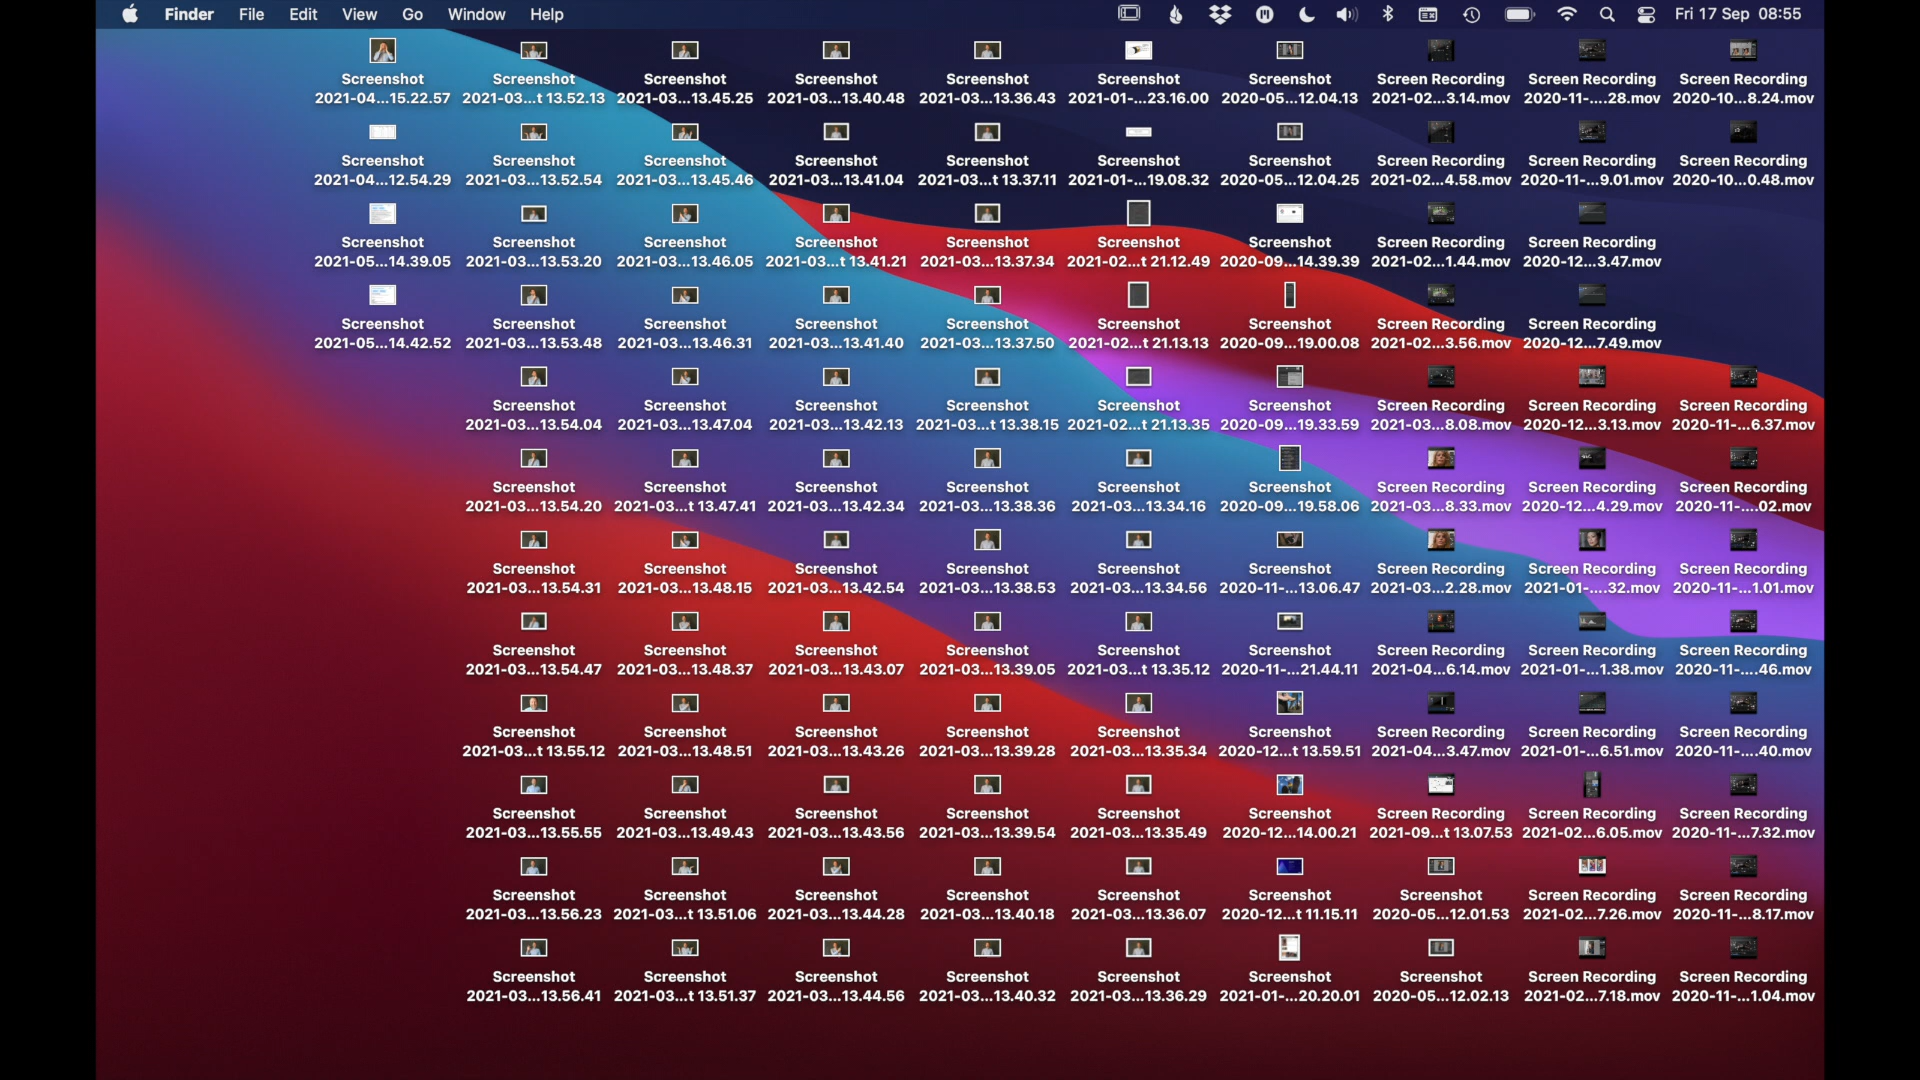 Finder File Edit View Go Window Help Fri 17 Sep 08:55
Screenshot Screenshot Screenshot Screenshot Screenshot Screenshot Screenshot Screen Recording Screen Recording Screen Recording
2021-04...15.22.57 2021-03...t 13.52.13 2021-03...13.45.25 2021-03...13.40.48 2021-03...13.36.43 2021-01-...23.16.00 2020-05...12.04.13 2021-02...3.14.mov 2020-11-....28.mov 2020-10...8.24.mov
Screenshot Screenshot Screenshot Screenshot Screenshot Screenshot Screenshot Screen Recording Screen Recording Screen Recording
2021-04...12.54.29 2021-03...13.52.54 2021-03...13.45.46 2021-03...13.41.04 2021-03...t 13.37.11 2021-01-...19.08.32 2020-05...12.04.25 2021-02...4.58.mov 2020-11-...9.01.mov 2020-10...0.48.mov
Screenshot Screenshot Screenshot Screenshot Screenshot Screenshot Screenshot Screen Recording Screen Recording
2021-05...14.39.05 2021-03...13.53.20 2021-03...13.46.05 2021-03...t 13.41.21 2021-03...13.37.34 2021-02...t 21.12.49 2020-09...14.39.39 2021-02...1.44.mov 2020-12...3.47.mov
Screenshot Screenshot Screenshot Screenshot Screenshot Screenshot Screenshot Screen Recording Screen Recording
2021-05...14.42.52 2021-03...13.53.48 2021-03...13.46.31 2021-03...13.41.40 2021-03...13.37.50 2021-02...t 21.13.13 2020-09...19.00.08 2021-02...3.56.mov 2020-12...7.49.mov
Screenshot Screenshot Screenshot Screenshot Screenshot Screenshot Screen Recording Screen Recording Screen Recording
2021-03...13.54.04 2021-03...13.47.04 2021-03...13.42.13 2021-03...t 13.38.15 2021-02...t 21.13.35 2020-09...19.33.59 2021-03...8.08.mov 2020-12...3.13.mov 2020-11-...6.37.mov
Screenshot Screenshot Screenshot Screenshot Screenshot Screenshot Screen Recording Screen Recording Screen Recording
2021-03...13.54.20 2021-03...t 13.47.41 2021-03...13.42.34 2021-03...13.38.36 2021-03...13.34.16 2020-09...19.58.06 2021-03...8.33.mov 2020-12...4.29.mov 2020-11-....02.mov
Screenshot Screenshot Screenshot Screenshot Screenshot Screenshot Screen Recording Screen Recording Screen Recording
2021-03...13.54.31 2021-03...13.48.15 2021-03...13.42.54 2021-03...13.38.53 2021-03...13.34.56 2020-11-...13.06.47 2021-03...2.28.mov 2021-01-....32.mov 2020-11-...1.01.mov
Screenshot Screenshot Screenshot Screenshot Screenshot Screenshot Screen Recording Screen Recording Screen Recording
2021-03...13.54.47 2021-03...13.48.37 2021-03...13.43.07 2021-03...13.39.05 2021-03...t 13.35.12 2020-11-...21.44.11 2021-04...6.14.mov 2021-01-...1.38.mov 2020-11-....46.mov
Screenshot Screenshot Screenshot Screenshot Screenshot Screenshot Screen Recording Screen Recording Screen Recording
2021-03...t 13.55.12 2021-03...13.48.51 2021-03...13.43.26 2021-03...13.39.28 2021-03...13.35.34 2020-12...t 13.59.51 2021-04...3.47.mov 2021-01-...6.51.mov 2020-11-....40.mov
Screenshot Screenshot Screenshot Screenshot Screenshot Screenshot Screen Recording Screen Recording Screen Recording
2021-03...13.55.55 2021-03...13.49.43 2021-03...13.43.56 2021-03...13.39.54 2021-03...13.35.49 2020-12...14.00.21 2021-09...t 13.07.53 2021-02...6.05.mov 2020-11-...7.32.mov
Screenshot Screenshot Screenshot Screenshot Screenshot Screenshot Screenshot Screen Recording Screen Recording
2021-03...13.56.23 2021-03...t 13.51.06 2021-03...13.44.28 2021-03...13.40.18 2021-03...13.36.07 2020-12...t 11.15.11 2020-05...12.01.53 2021-02...7.26.mov 2020-11-...8.17.mov
Screenshot Screenshot Screenshot Screenshot Screenshot Screenshot Screenshot Screen Recording Screen Recording
2021-03...13.56.41 2021-03...t 13.51.37 2021-03...13.44.56 2021-03...13.40.32 2021-03...13.36.29 2021-01-...20.20.01 2020-05...12.02.13 2021-02...7.18.mov 2020-11-...1.04.mov